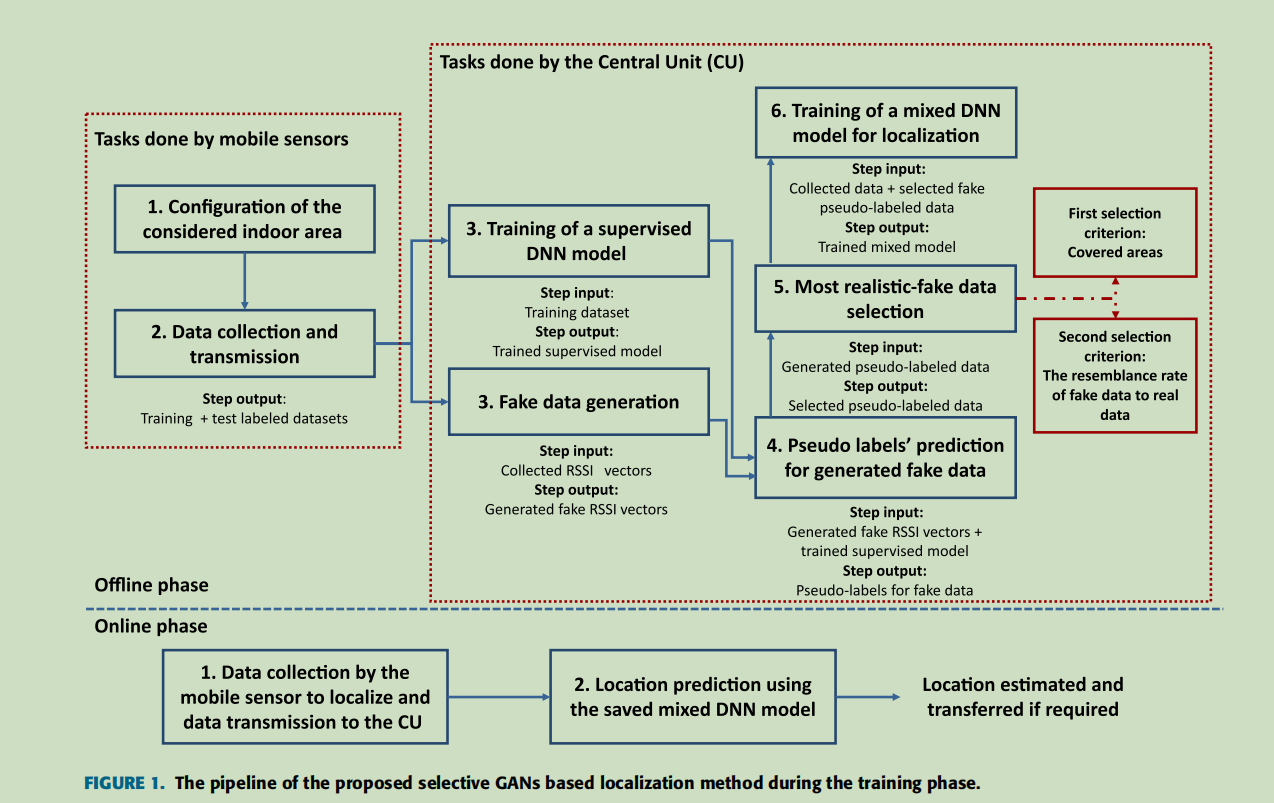 Tasks done by the Central Unit (CU)
Tasks done by mobile sensors
1. Configuration of the
considered indoor area
2. Data collection and
transmission
Step output:
Training + test labeled datasets
3. Training of a supervised
DNN model
Step input:
Training dataset
Step output:
Trained supervised model
3. Fake data generation
Step input:
Collected RSSI vectors
Step output:
Generated fake RSSI vectors
6. Training of a mixed DNN
model for localization
Step input:
Collected data + selected fake
pseudo-labeled data
Step output:
Trained mixed model
5. Most realistic-fake data
selection
Step input:
Generated pseudo-labeled data
Step output:
Selected pseudo-labeled data
4. Pseudo labels’ prediction
for generated fake data
Step input:
Generated fake RSSI vectors +
trained supervised model
Step output:
Pseudo-labels for fake data
First selection
criterion:
Covered areas
Second selection
criterion:
The resemblance rate
of fake data to real
data
Offline phase
Online phase
1. Data collection by the
mobile sensor to localize and
data transmission to the CU
2. Location prediction using
the saved mixed DNN model
Location estimated and
transferred if required
FIGURE 1. The pipeline of the proposed selective GANs based localization method during the training phase.